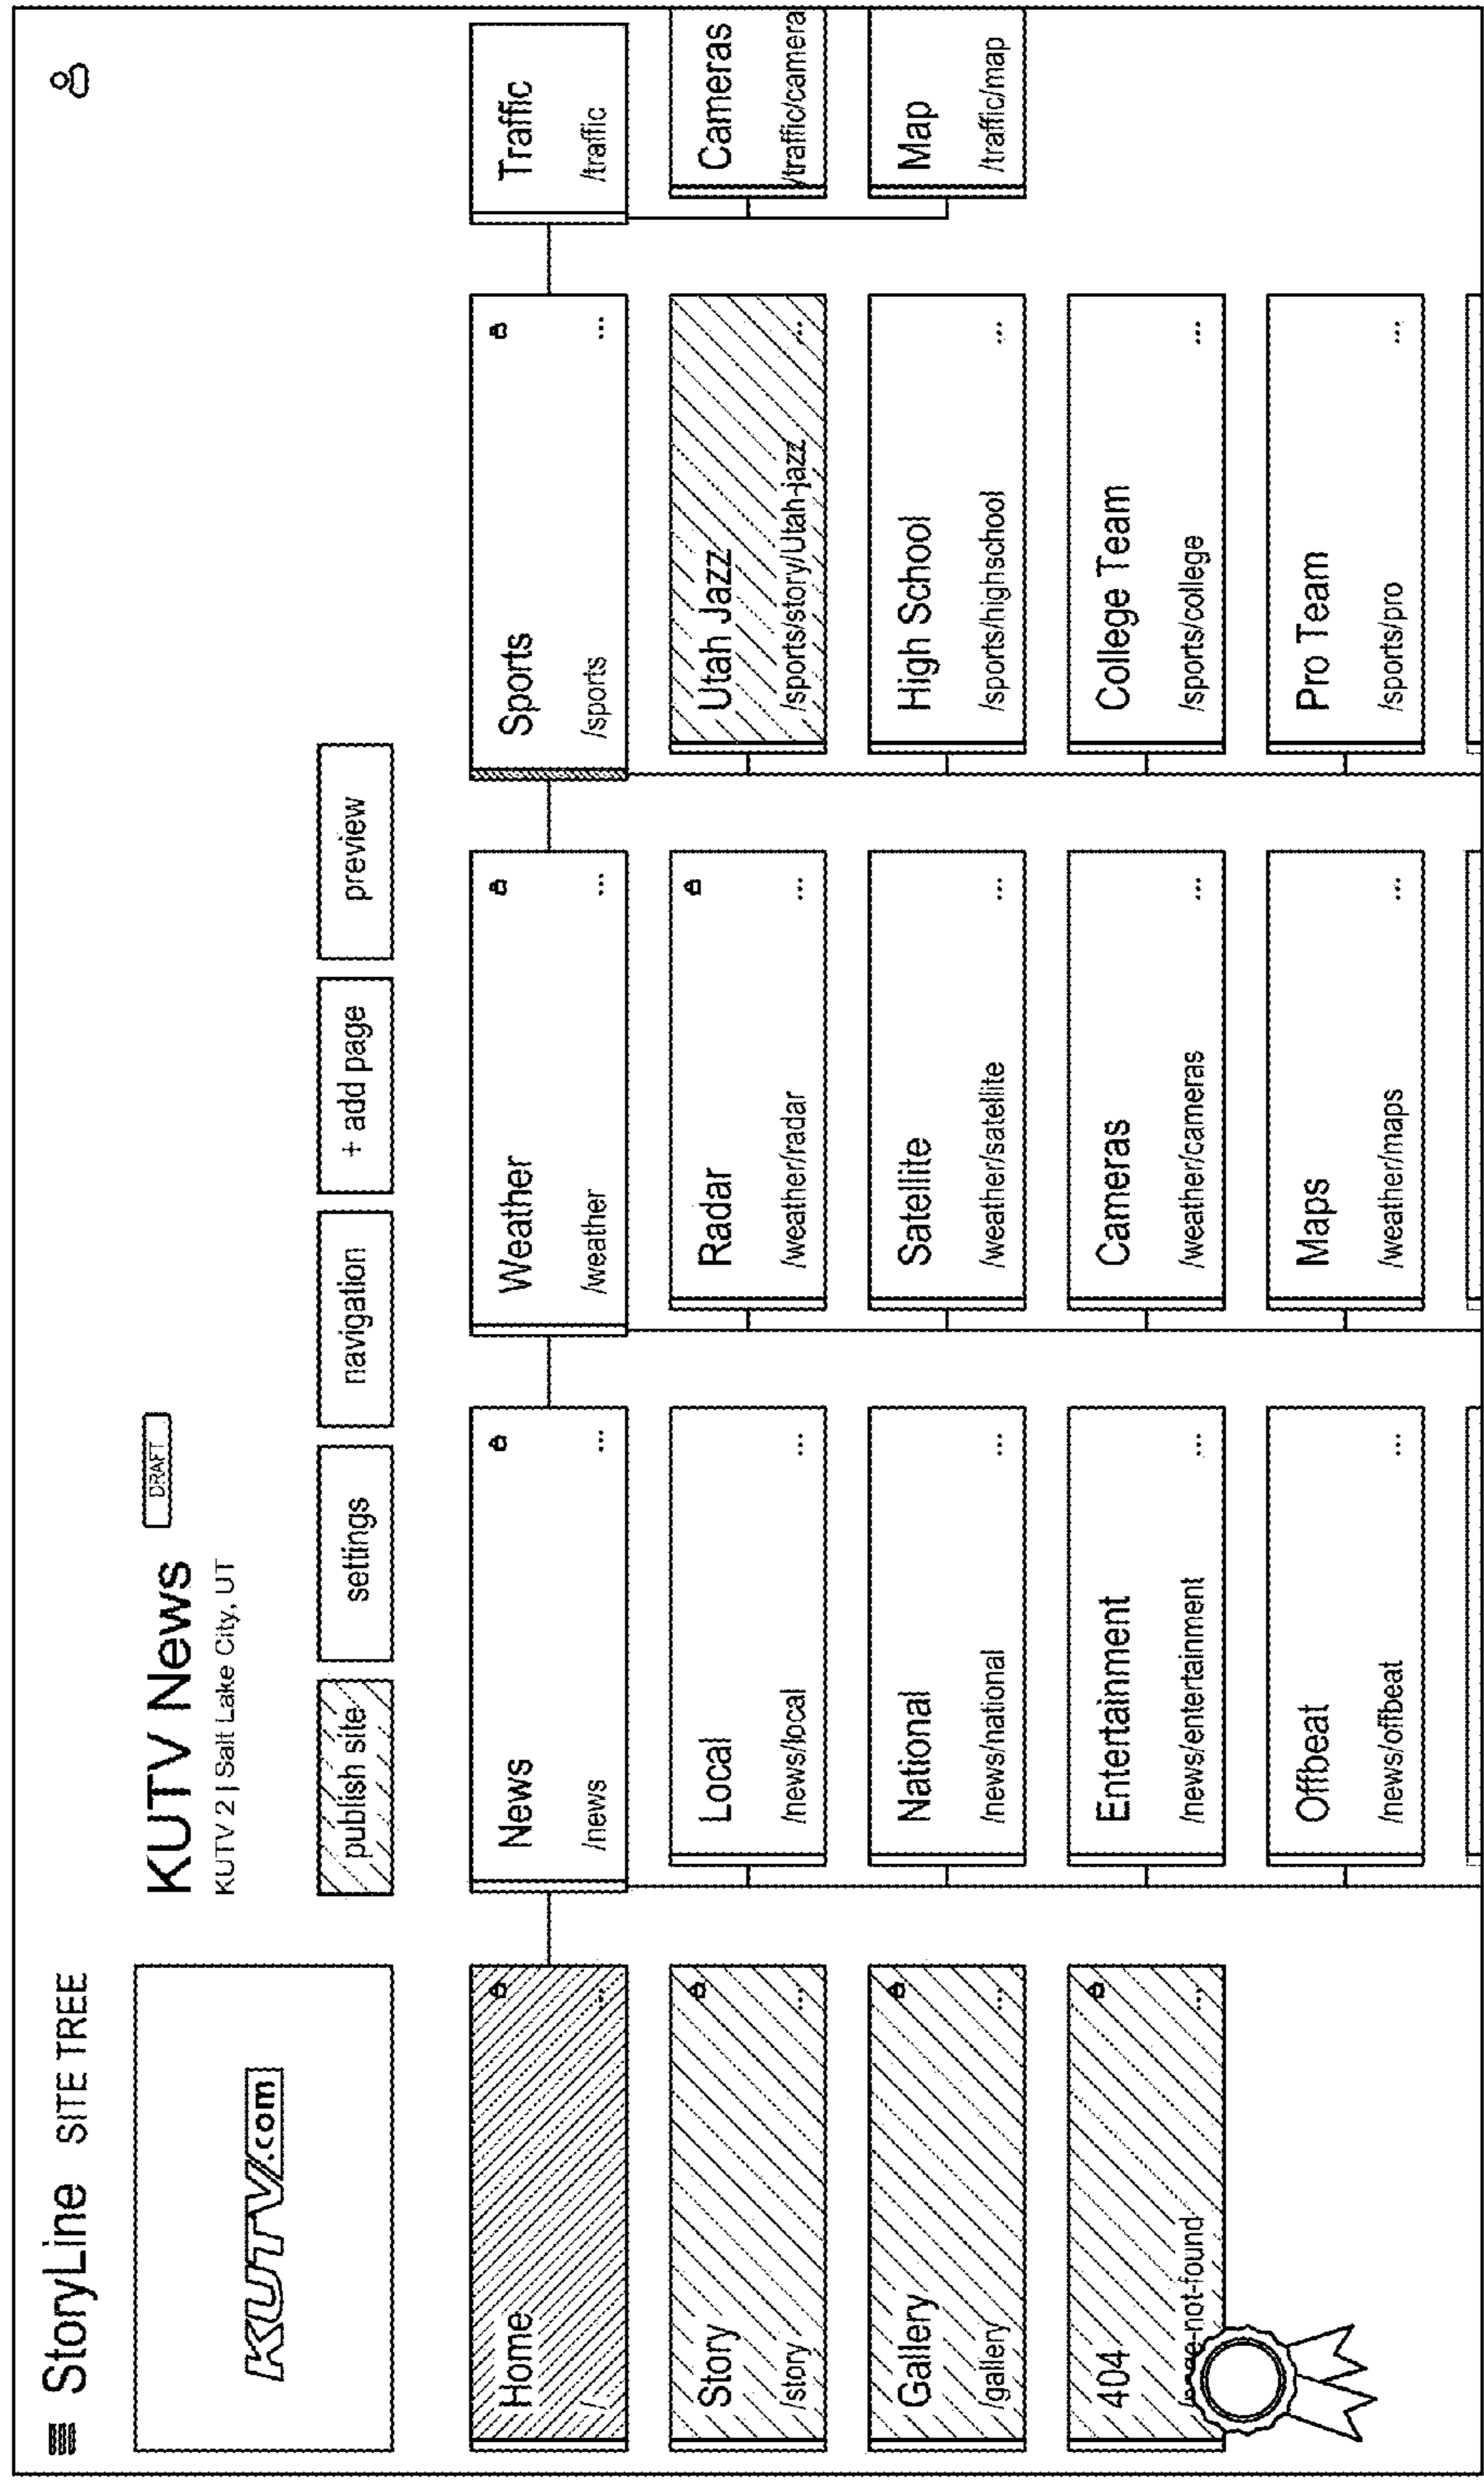 StoryLine SITE TREE
KUTV.com
KUTV News DRAFT
KUTV 2 | Salt Lake City, UT
publish site
settings
navigation
+ add page
preview
Home
/
Story
/story
Gallery
/gallery
404
e-not-found
News
/news
Local
/news/local
National
/news/national
Entertainment
/news/entertainment
Offbeat
/news/offbeat
Weather
/weather
Radar
/weather/radar
Satellite
/weather/satellite
Cameras
/weather/cameras
Maps
/weather/maps
Sports
/sports
Utah Jazz
/sports/story/Utah-jazz
High School
/sports/highschool
College Team
/sports/college
Pro Team
/sports/pro
Traffic
/traffic
Cameras
/traffic/camera
Map
/traffic/map